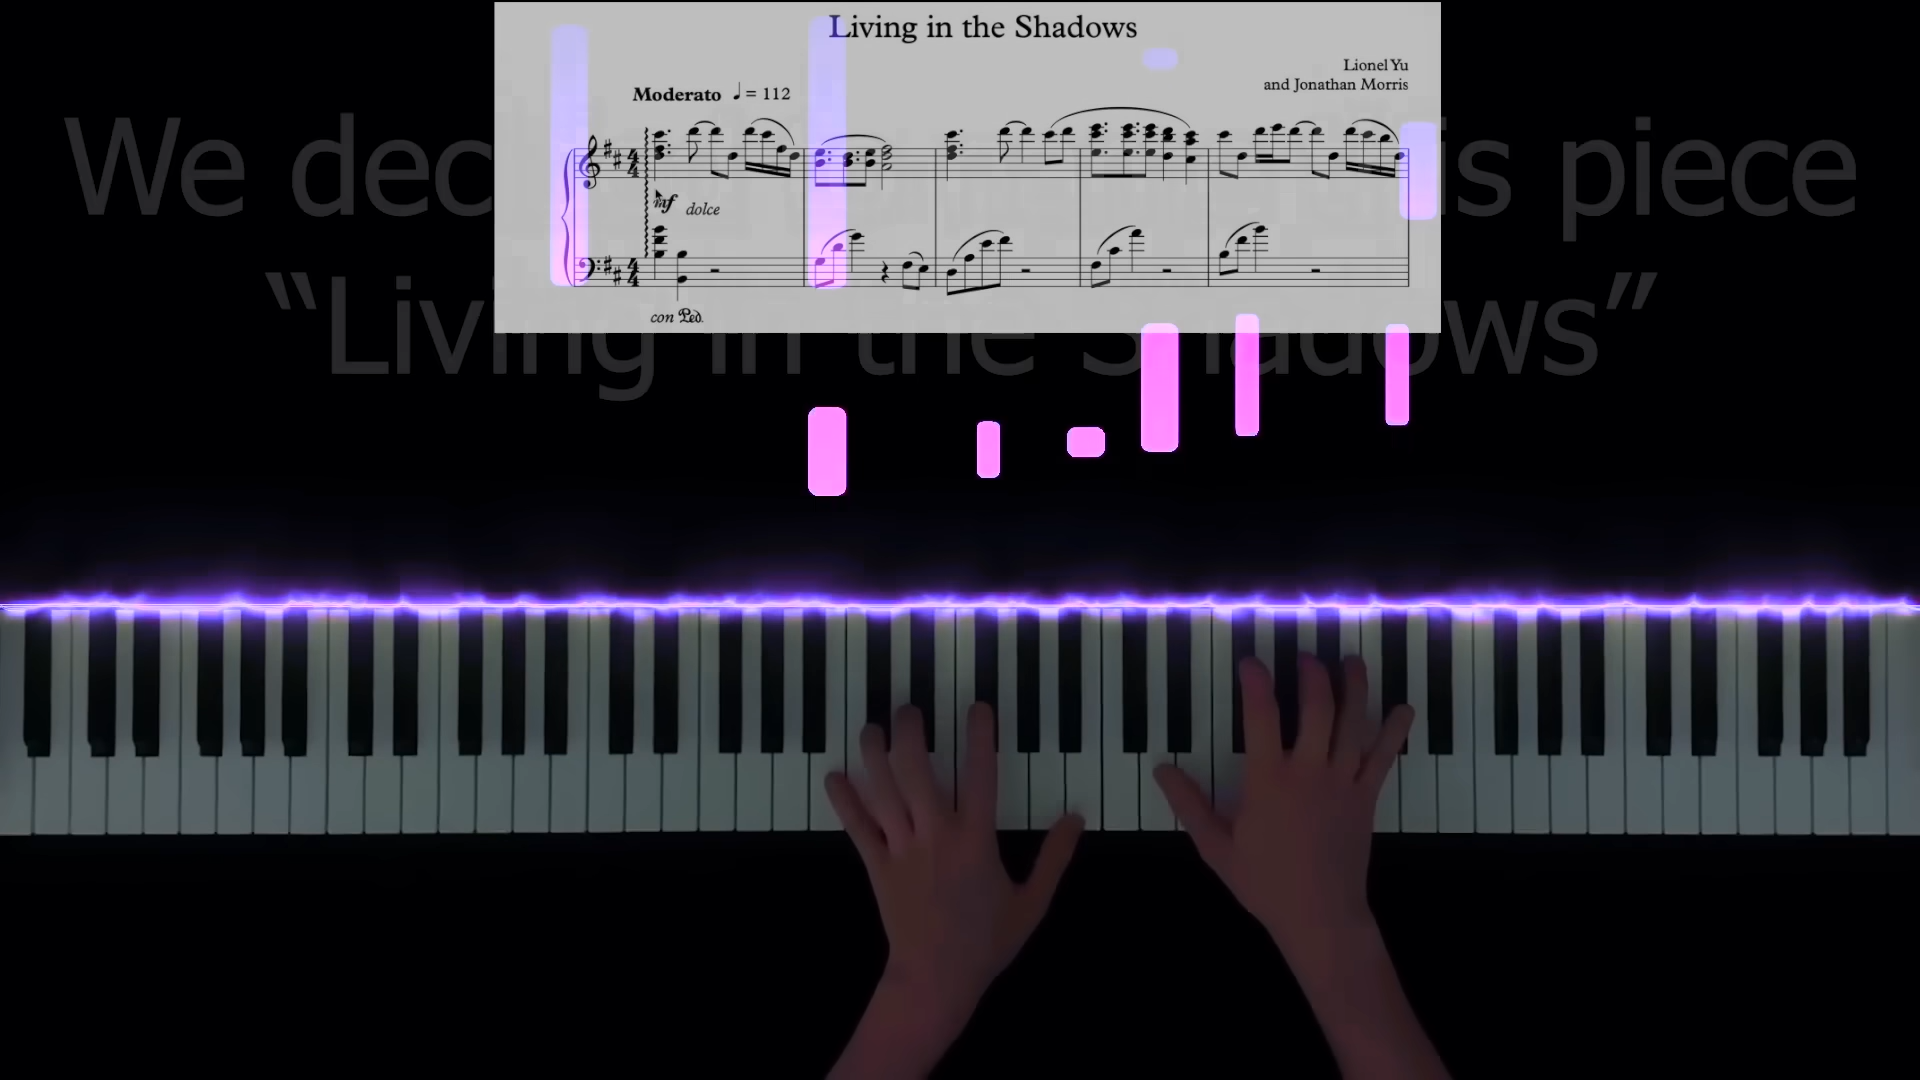 Living in the Shadows
Lionel Yu
and Jonathan Morris
Moderato ♩ = 112
We dec is piece
mf dolce
con Ped.
“Living in the Shadows”